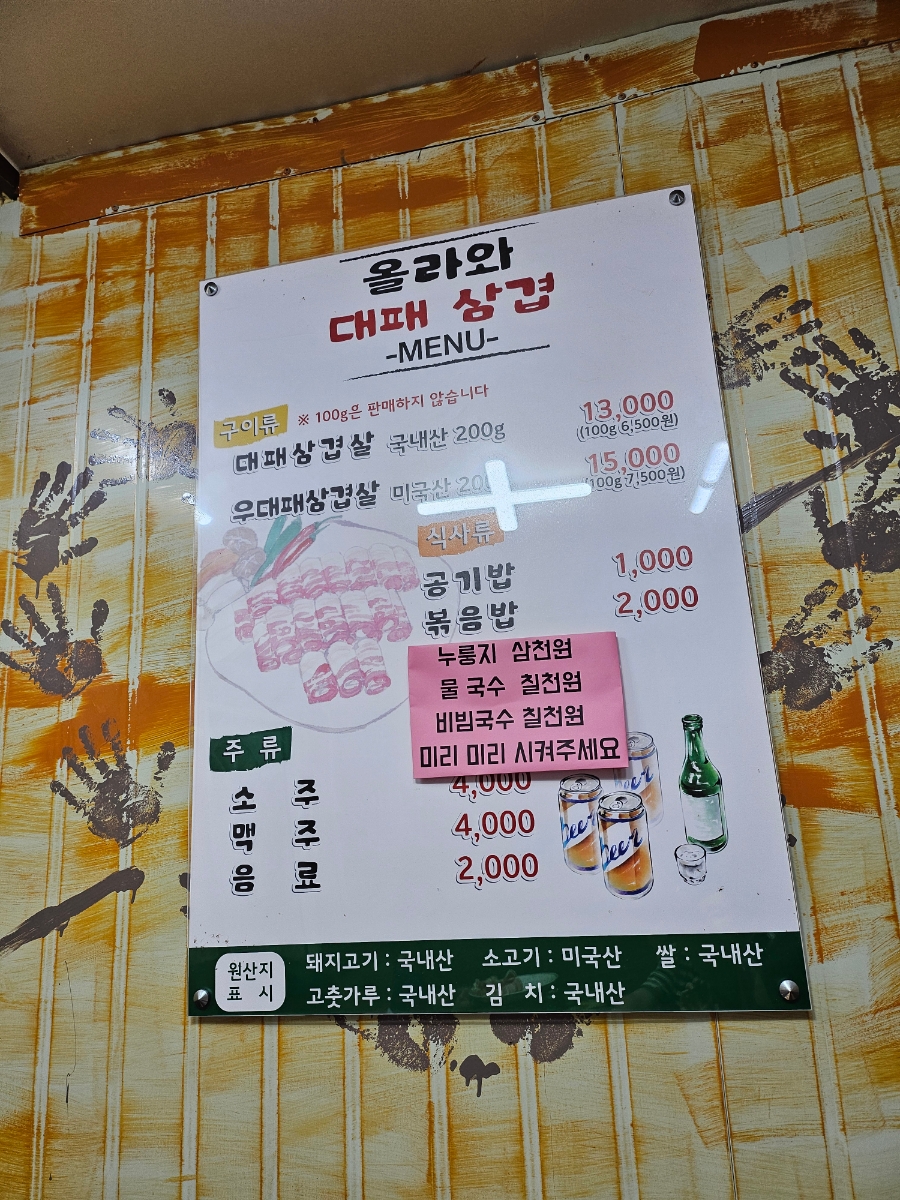 올라와
대패 삼겹
-MENU-
구이류 ※ 100g은 판매하지 않습니다
대패삼겹살 국내산 200g 13,000
(100g 6,500원)
우대패삼겹살 미국산 15,000
(100g 7,500원)
식사류
공기밥 1,000
볶음밥 2,000
누룽지 삼천원
물국수 칠천원
비빔국수 칠천원
미리 미리 시켜주세요
주류
소주 4,000
맥주 4,000
음료 2,000
Beer
Beer
Beer
원산지 표시
돼지고기 : 국내산 소고기 : 미국산 쌀 : 국내산
고춧가루 : 국내산 김치 : 국내산